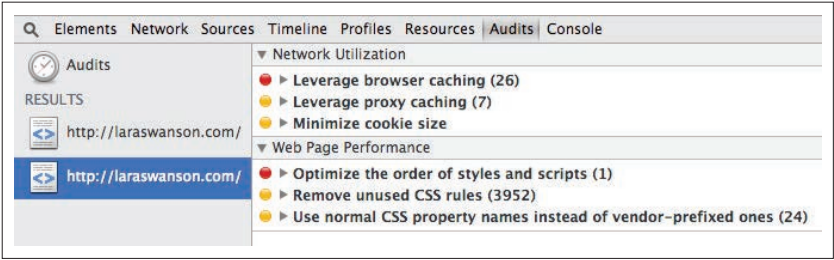 Elements Network Sources Timeline Profiles Resources Audits Console
Audits
RESULTS
http://laraswanson.com/
http://laraswanson.com/
Network Utilization
Leverage browser caching (26)
Leverage proxy caching (7)
Minimize cookie size
Web Page Performance
Optimize the order of styles and scripts (1)
Remove unused CSS rules (3952)
Use normal CSS property names instead of vendor-prefixed ones (24)